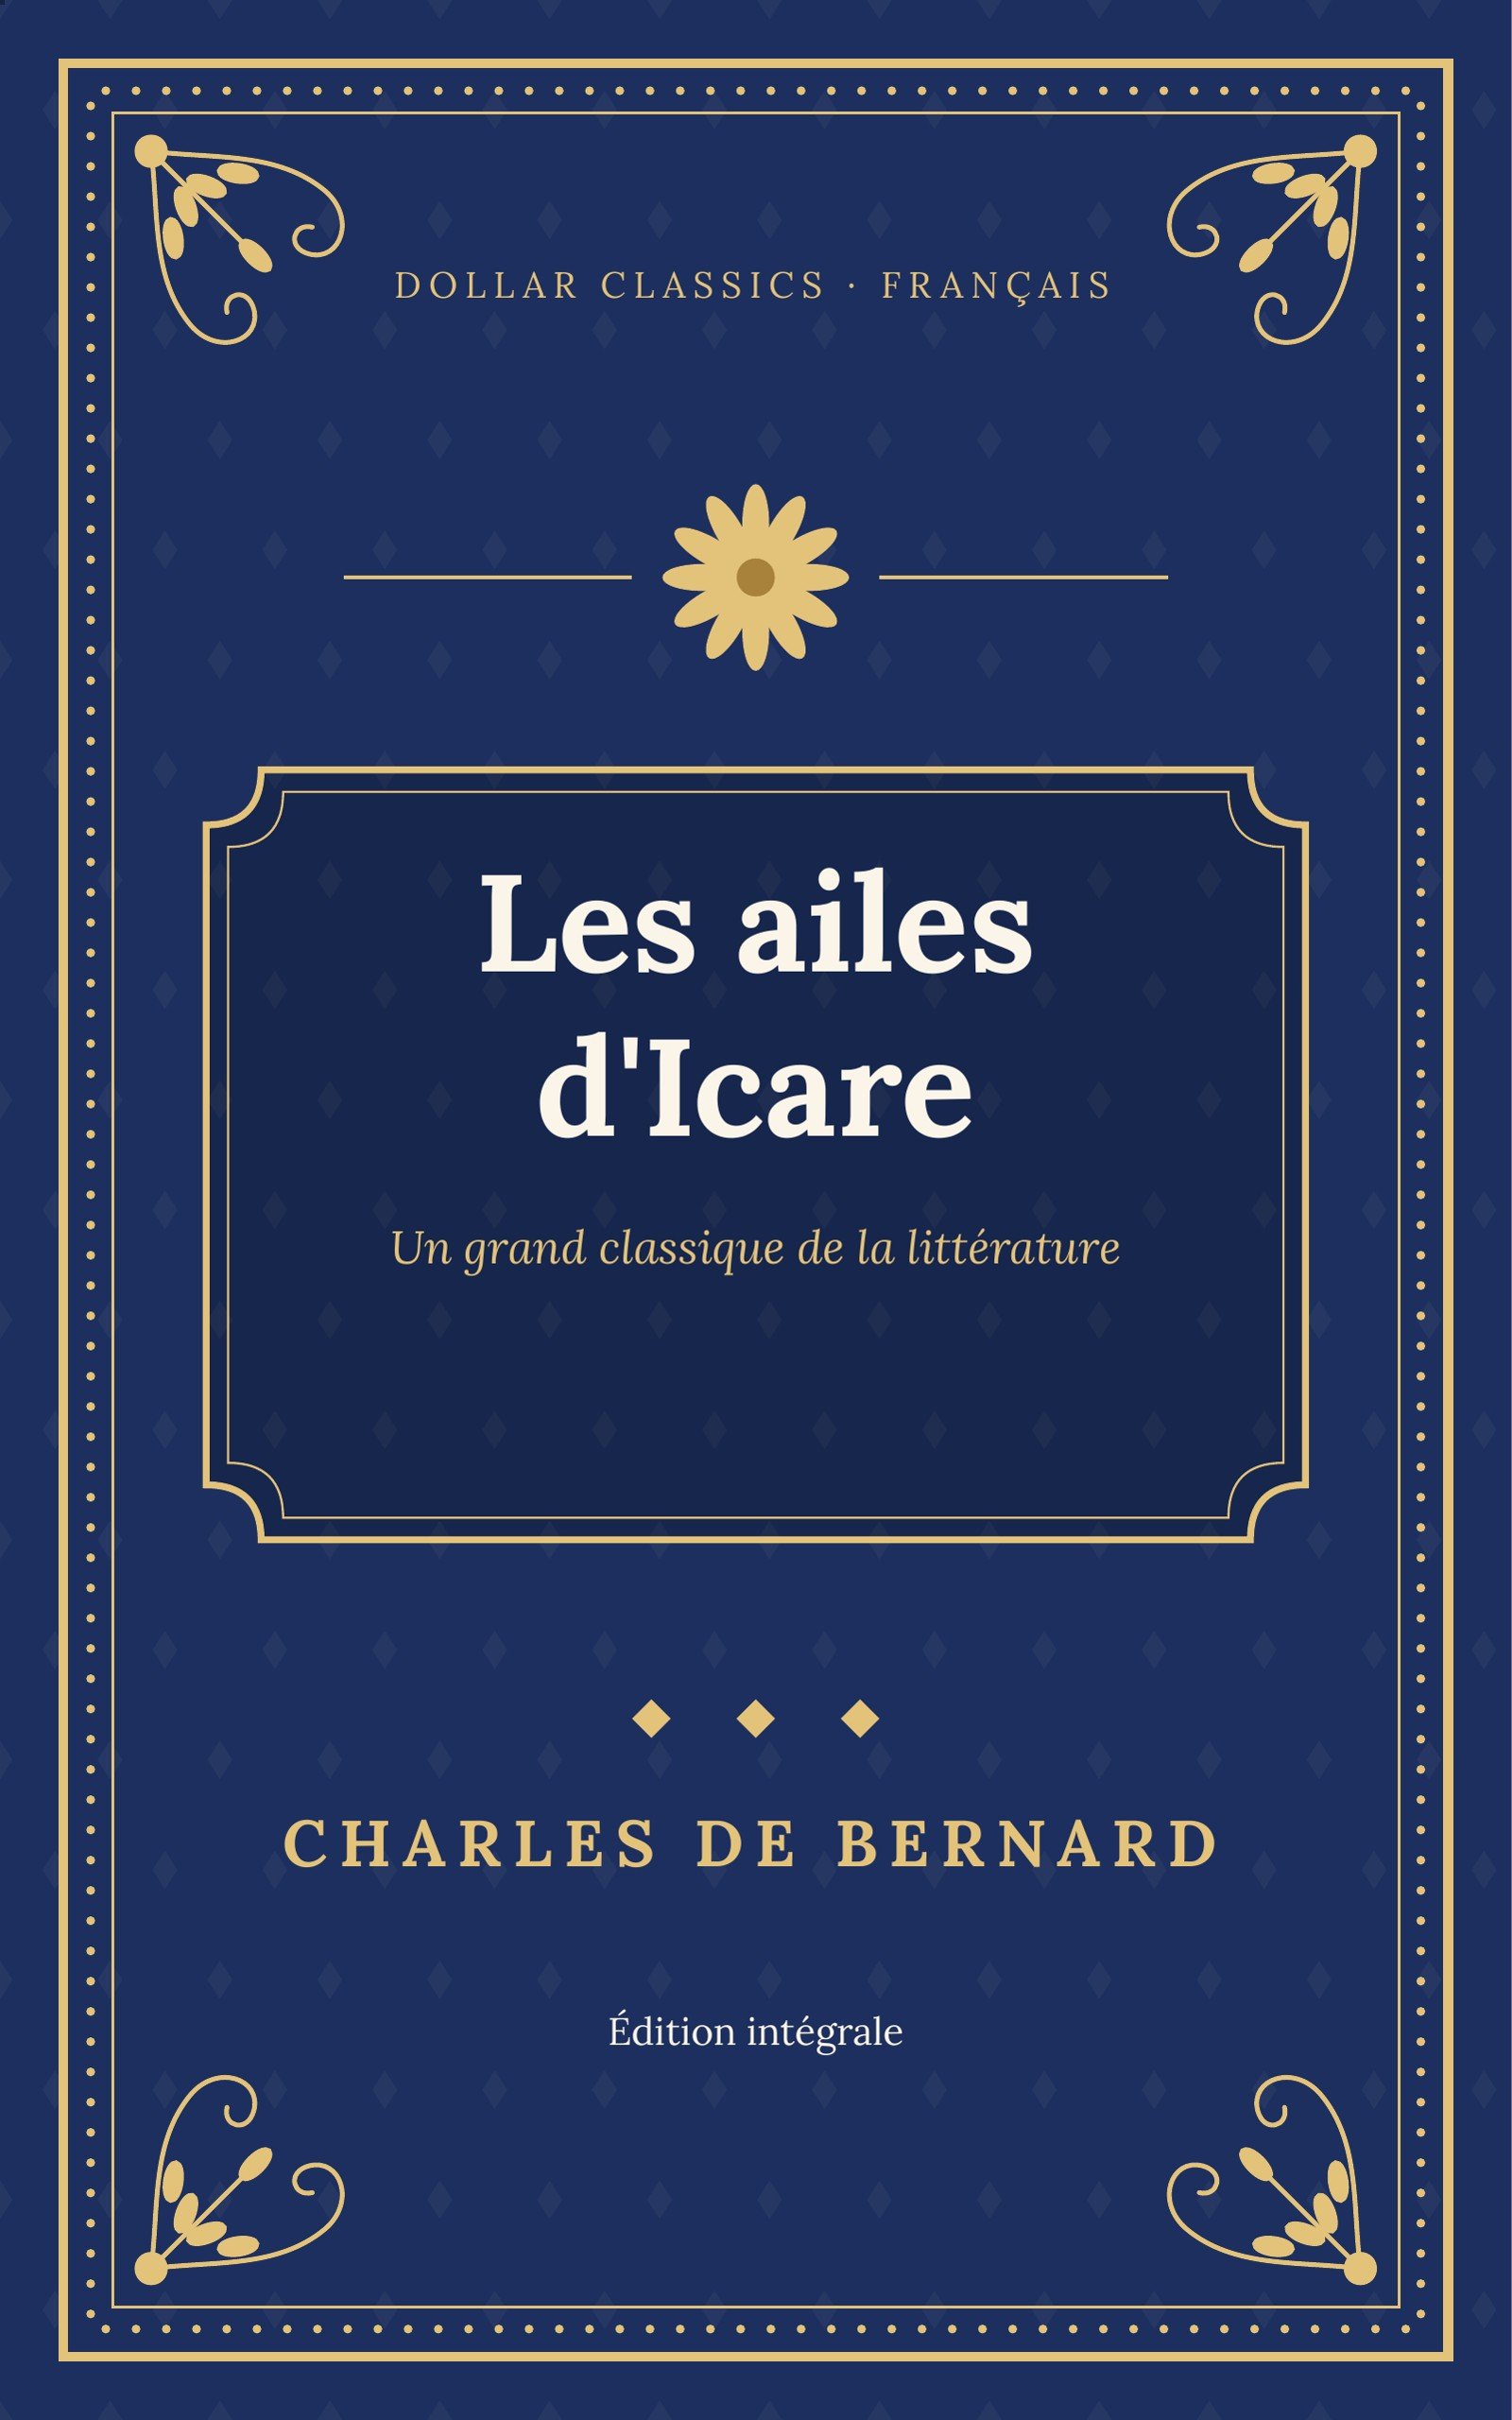 DOLLAR CLASSICS · FRANÇAIS
Les ailes
d'Icare
Un grand classique de la littérature
CHARLES DE BERNARD
Édition intégrale